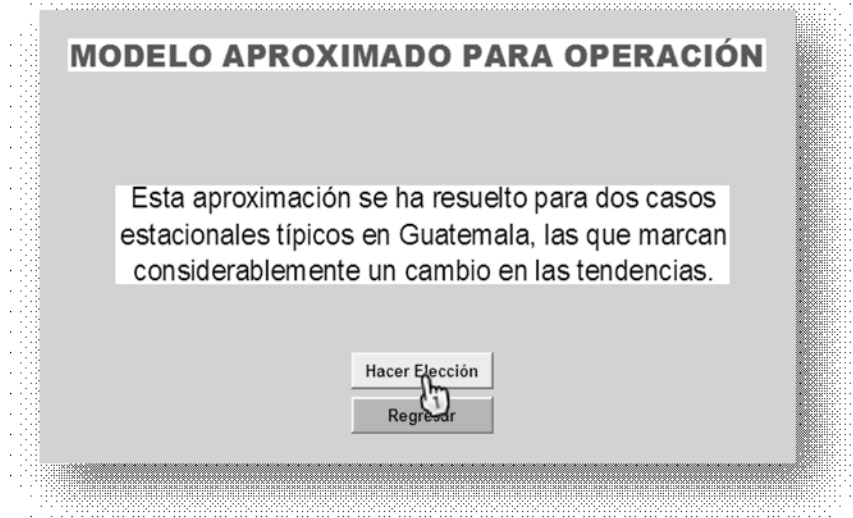 MODELO APROXIMADO PARA OPERACIÓN
Esta aproximación se ha resuelto para dos casos
estacionales típicos en Guatemala, las que marcan
considerablemente un cambio en las tendencias.
Hacer Elección
Regresar